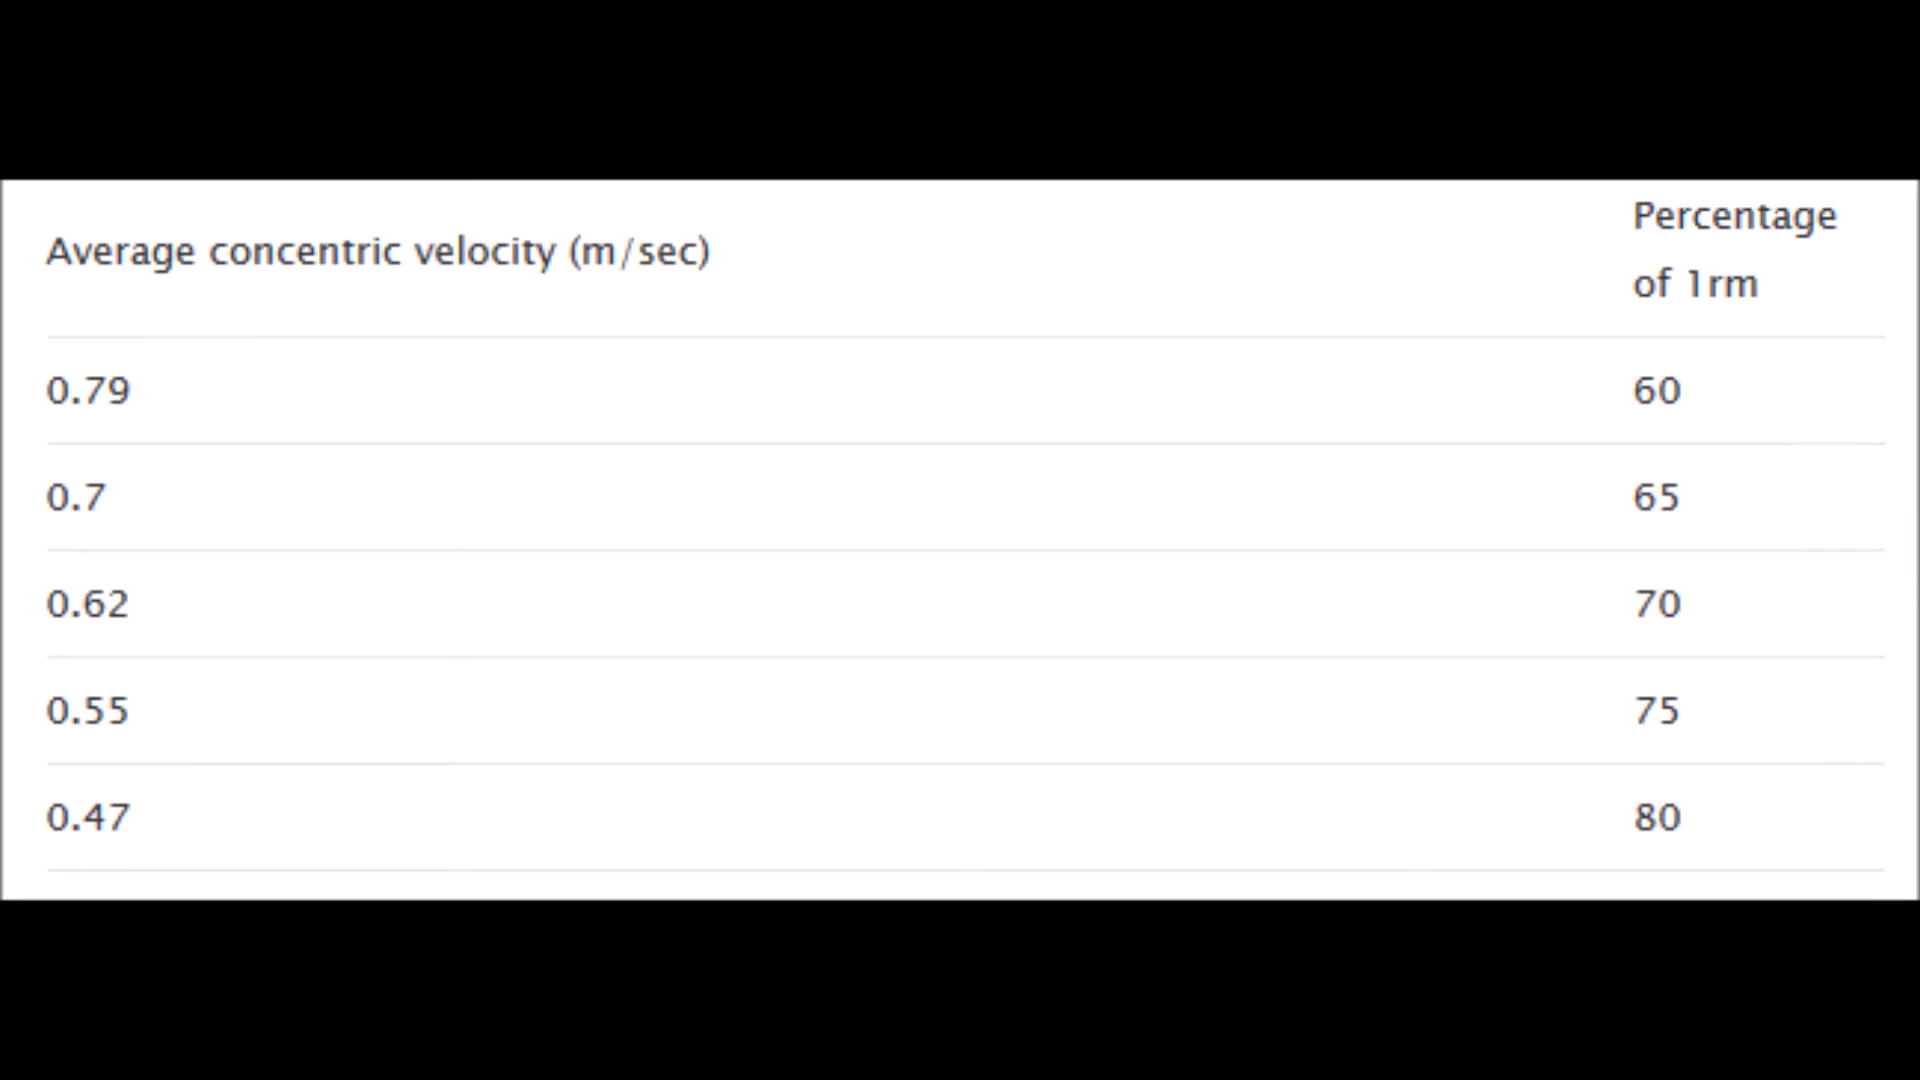 Average concentric velocity (m/sec) Percentage
of 1rm
0.79 60
0.7 65
0.62 70
0.55 75
0.47 80